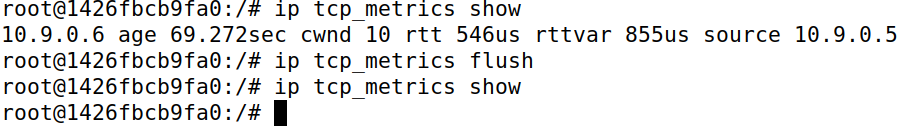 root@1426fbcb9fa0:/# ip tcp_metrics show
10.9.0.6 age 69.272sec cwnd 10 rtt 546us rttvar 855us source 10.9.0.5
root@1426fbcb9fa0:/# ip tcp_metrics flush
root@1426fbcb9fa0:/# ip tcp_metrics show
root@1426fbcb9fa0:/#